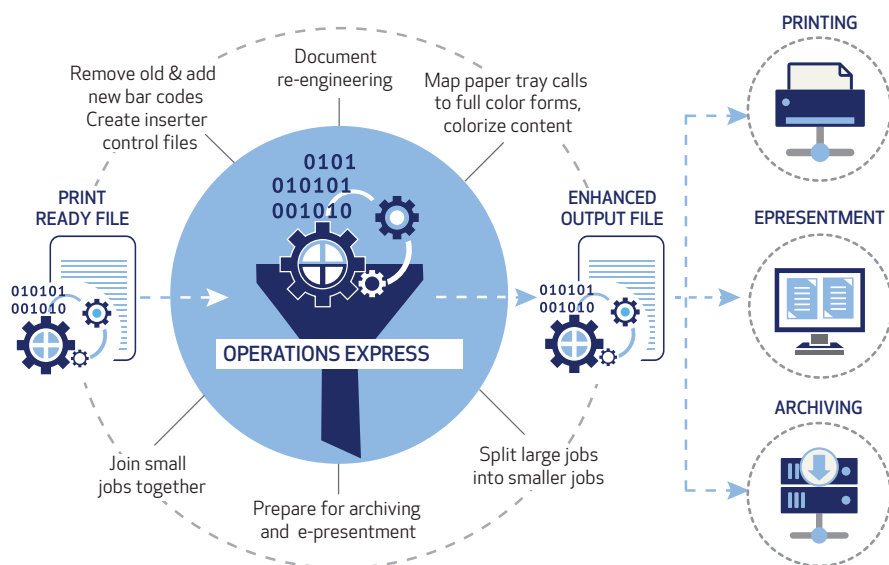 PRINTING
Document
re-engineering
Remove old & add
new bar codes
Create inserter
control files
Map paper tray calls
to full color forms,
colorize content
0101
010101
001010
PRINT
READY FILE
010101
001010
OPERATIONS EXPRESS
ENHANCED
OUTPUT FILE
010101
001010
EPRESENTMENT
ARCHIVING
Join small
jobs together
Prepare for archiving
and e-presentment
Split large jobs
into smaller jobs